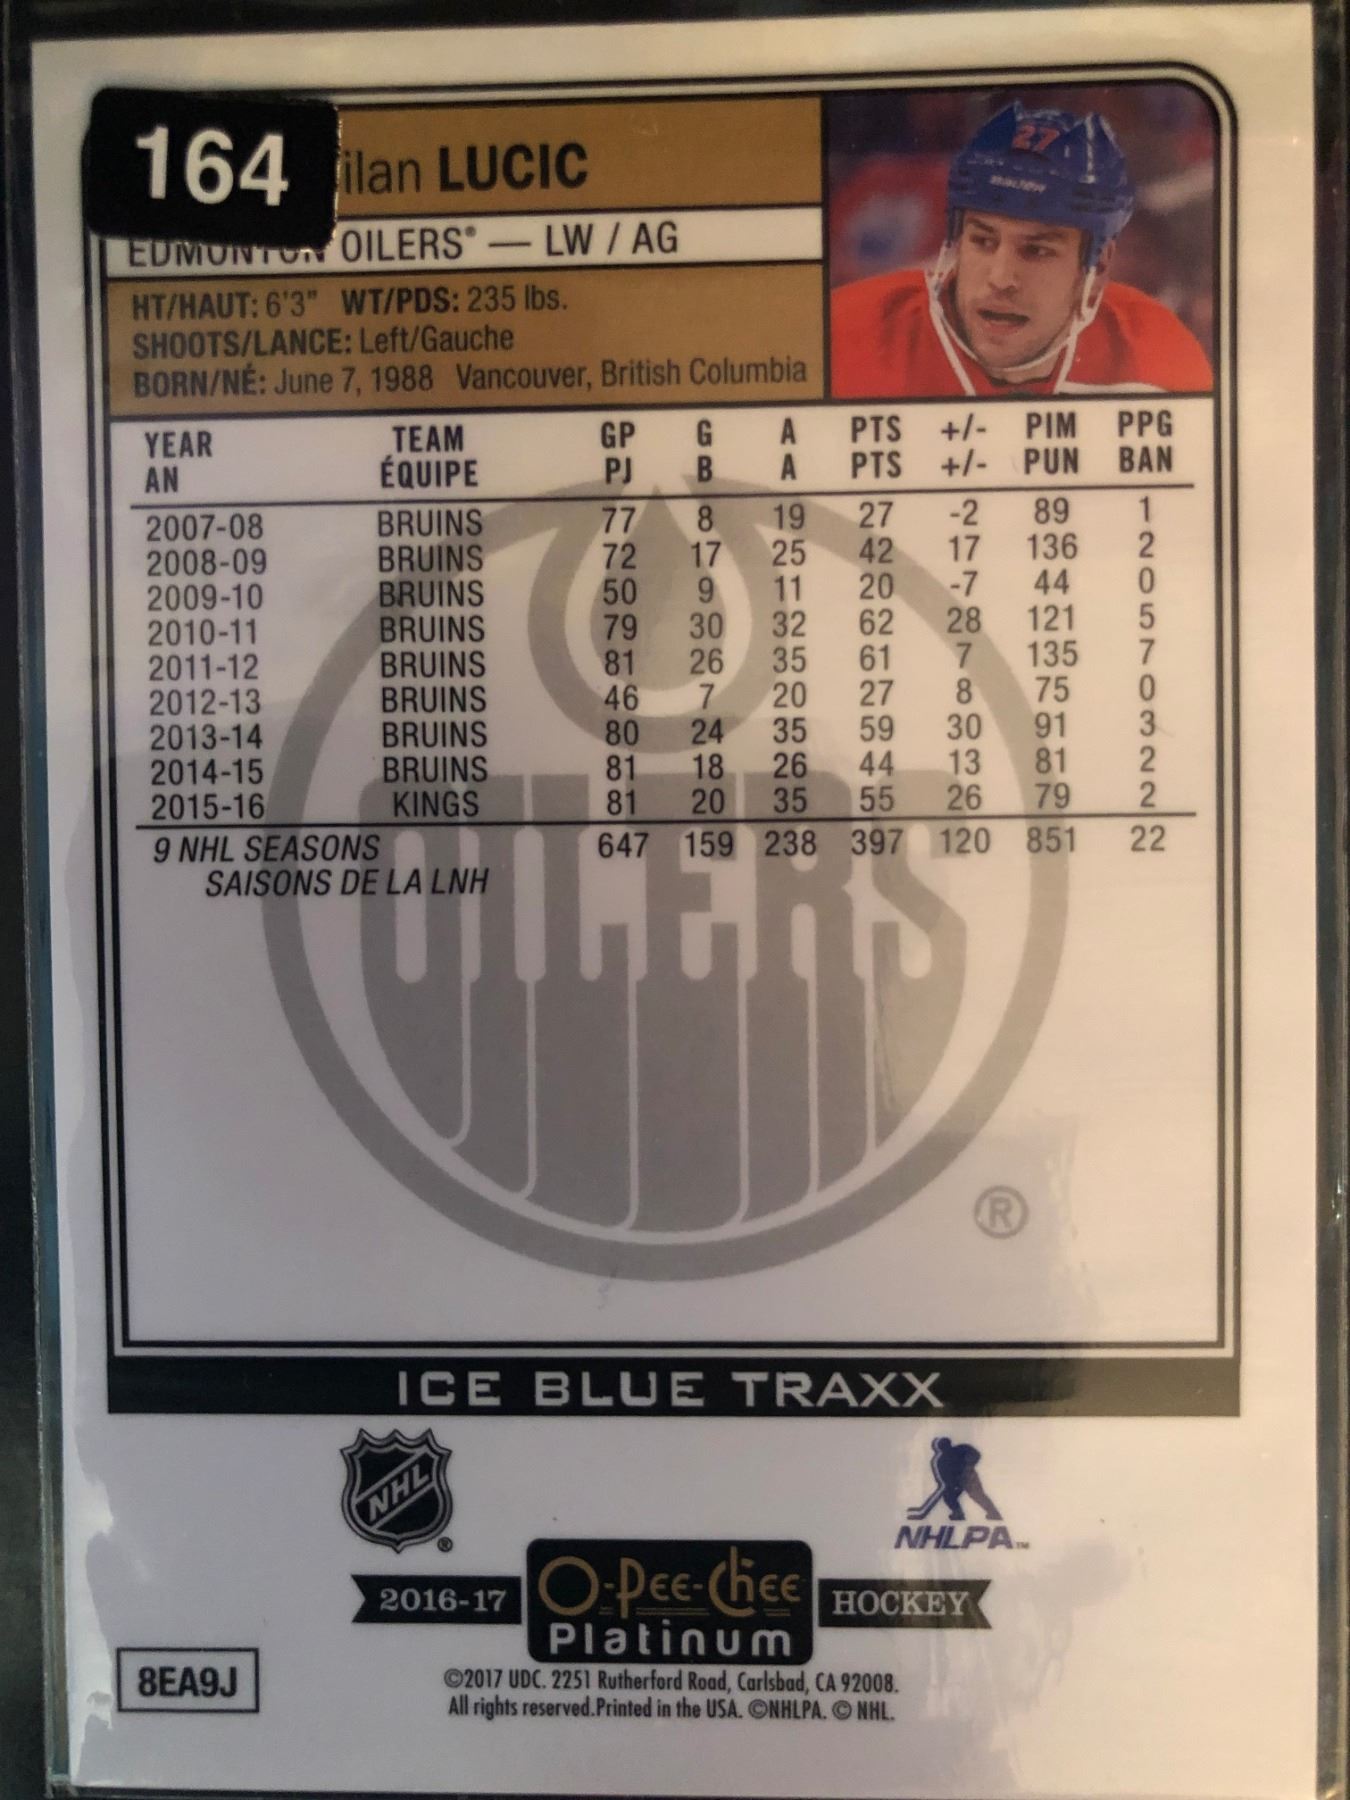 164
ilan LUCIC
27
EDMONTON OILERS® — LW / AG
HT/HAUT: 6'3" WT/PDS: 235 lbs.
SHOOTS/LANCE: Left/Gauche
BORN/NÉ: June 7, 1988 Vancouver, British Columbia
YEAR TEAM GP G A PTS +/- PIM PPG
AN ÉQUIPE PJ B A PTS +/- PUN BAN
2007-08 BRUINS 77 8 19 27 -2 89 1
2008-09 BRUINS 72 17 25 42 17 136 2
2009-10 BRUINS 50 9 11 20 -7 44 0
2010-11 BRUINS 79 30 32 62 28 121 5
2011-12 BRUINS 81 26 35 61 7 135 7
2012-13 BRUINS 46 7 20 27 8 75 0
2013-14 BRUINS 80 24 35 59 30 91 3
2014-15 BRUINS 81 18 26 44 13 81 2
2015-16 KINGS 81 20 35 55 26 79 2
9 NHL SEASONS 647 159 238 397 120 851 22
SAISONS DE LA LNH
OILERS
®
ICE BLUE TRAXX
NHL ®
NHLPA™
2016-17 O-PEE-CHEE HOCKEY
Platinum
8EA9J
©2017 UDC. 2251 Rutherford Road, Carlsbad, CA 92008.
All rights reserved.Printed in the USA. ©NHLPA. © NHL.